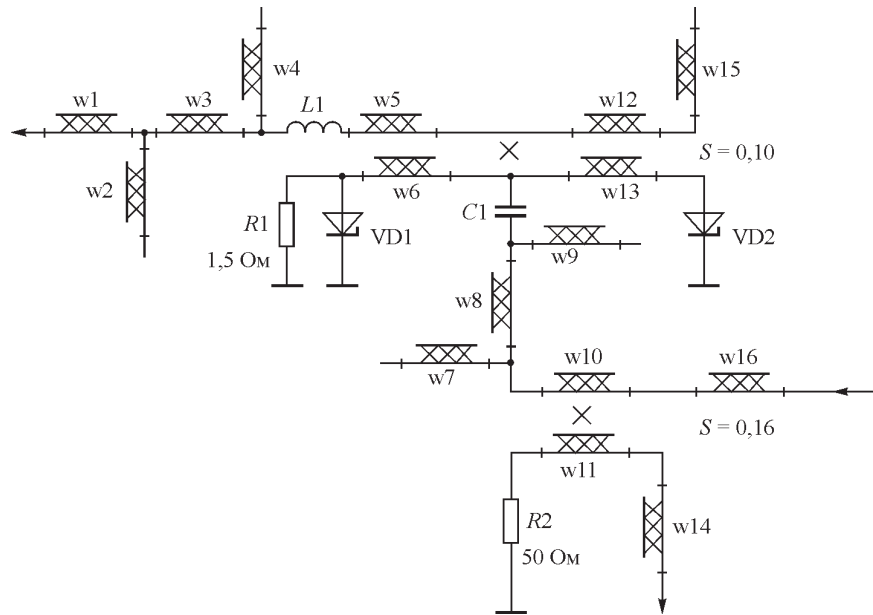 w4
w15
w1
w3
L1
w5
w12
S = 0,10
w2
w6
w13
R1
VD1
C1
VD2
1,5 Ом
w9
w8
w7
w10
w16
S = 0,16
w11
R2
w14
50 Ом